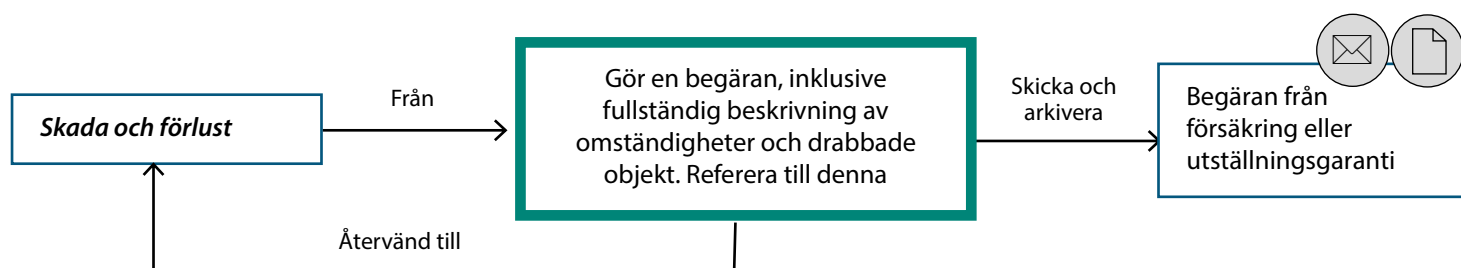 Skada och förlust
Från
Gör en begäran, inklusive
fullständig beskrivning av
omständigheter och drabbade
objekt. Referera till denna
Skicka och
arkivera
Begäran från
försäkring eller
utställningsgaranti
Återvänd till